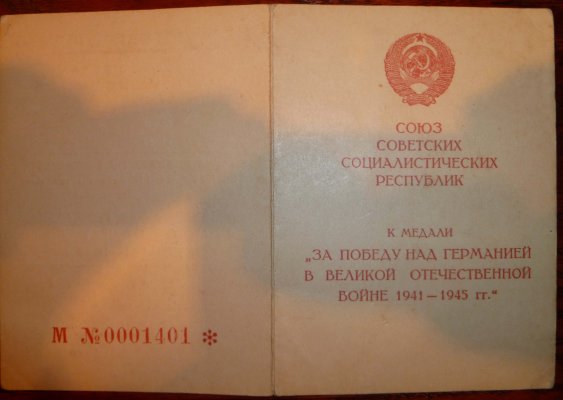 М №0001401 *
СОЮЗ
СОВЕТСКИХ
СОЦИАЛИСТИЧЕСКИХ
РЕСПУБЛИК
К МЕДАЛИ
„ЗА ПОБЕДУ НАД ГЕРМАНИЕЙ
В ВЕЛИКОЙ ОТЕЧЕСТВЕННОЙ
ВОЙНЕ 1941—1945 гг.“